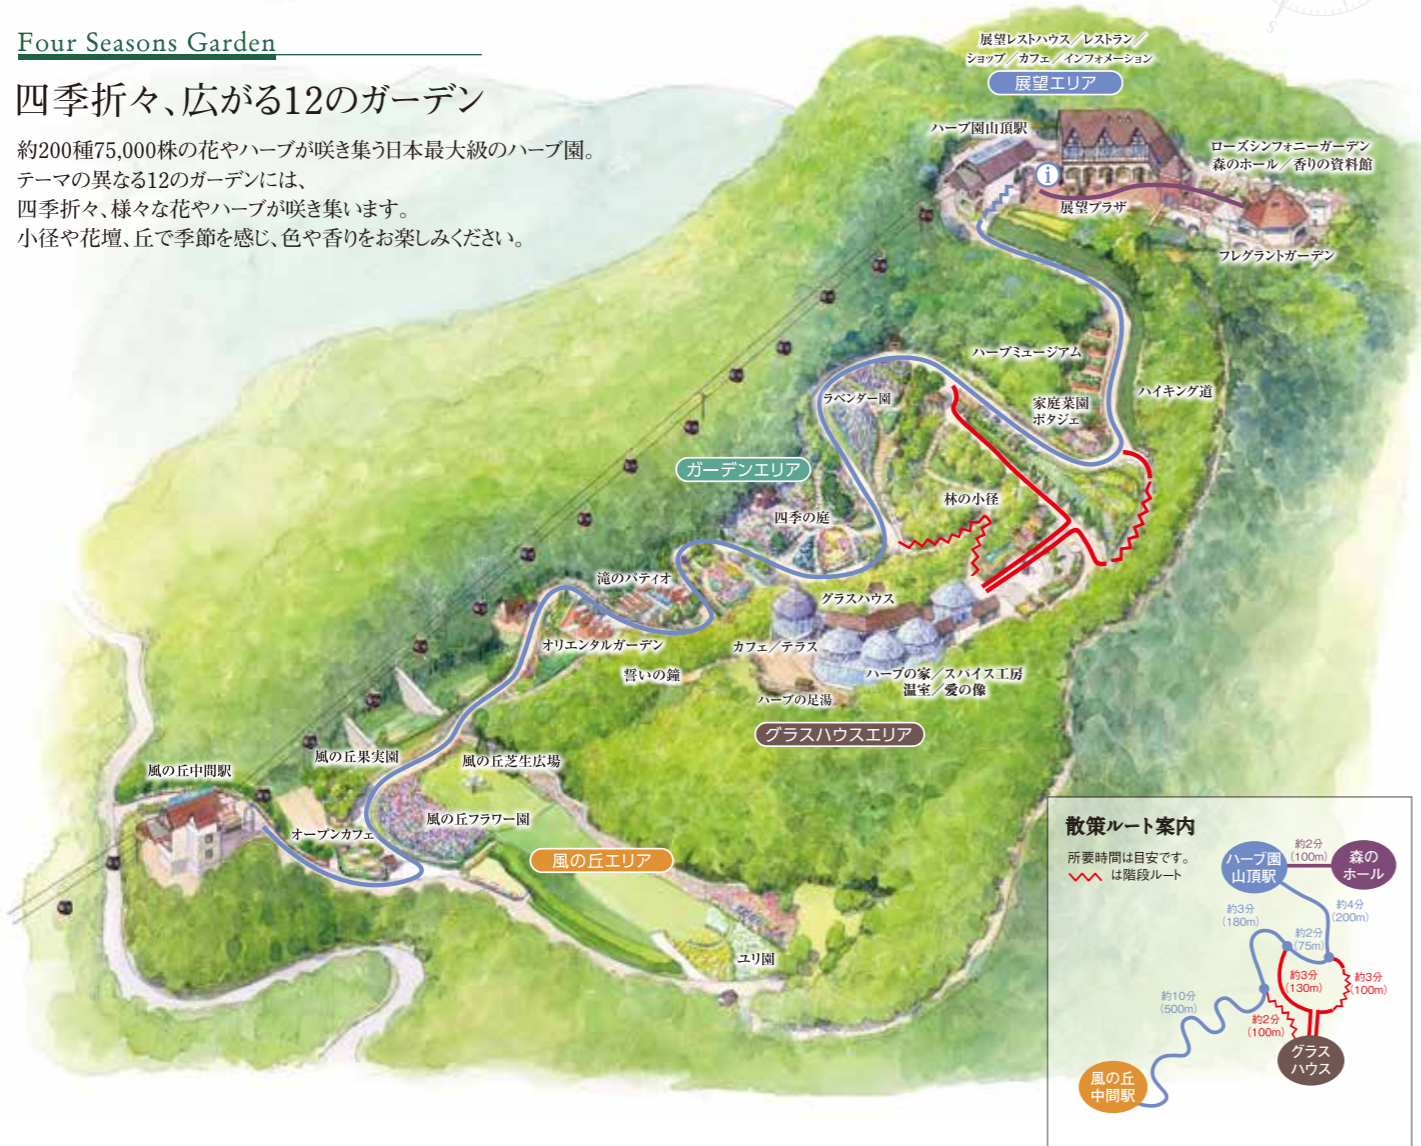 Four Seasons Garden
四季折々、広がる12のガーデン
約200種75,000株の花やハーブが咲き集う日本最大級のハーブ園。
テーマの異なる12のガーデンには、
四季折々、様々な花やハーブが咲き集います。
小径や花壇、丘で季節を感じ、色や香りをお楽しみください。
S
展望レストハウス／レストラン／
ショップ／カフェ／インフォメーション
展望エリア
ハーブ園山頂駅
i
展望プラザ
ローズシンフォニーガーデン
森のホール／香りの資料館
フレグラントガーデン
ハーブミュージアム
ハイキング道
家庭菜園
ポタジェ
ラベンダー園
ガーデンエリア
林の小径
四季の庭
滝のパティオ
グラスハウス
オリエンタルガーデン
カフェ／テラス
誓いの鐘
ハーブの家／スパイス工房
温室／愛の像
ハーブの足湯
グラスハウスエリア
風の丘果実園
風の丘芝生広場
風の丘中間駅
オープンカフェ
風の丘フラワー園
風の丘エリア
ユリ園
散策ルート案内
所要時間は目安です。
は階段ルート
ハーブ園
山頂駅
約2分
(100m)
森の
ホール
約3分
(180m)
約4分
(200m)
約2分
(75m)
約3分
(130m)
約3分
(100m)
約10分
(500m)
約2分
(100m)
グラス
ハウス
風の丘
中間駅